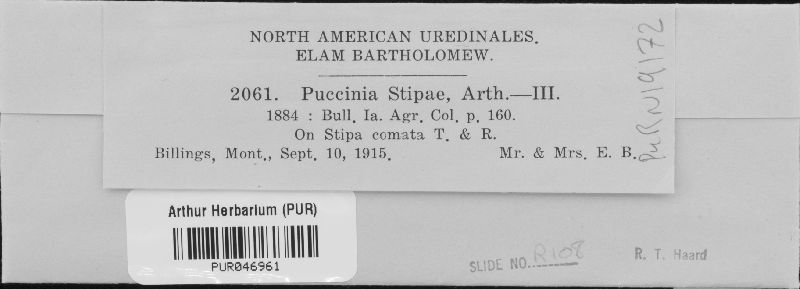 NORTH AMERICAN UREDINALES.
ELAM BARTHOLOMEW.
2061. Puccinia Stipae, Arth.—III.
1884 : Bull. Ia. Agr. Col. p. 160.
On Stipa comata T. & R.
Billings, Mont., Sept. 10, 1915. Mr. & Mrs. E. B.
PUR N19172
Arthur Herbarium (PUR)
PUR046961
SLIDE NO. R108
R. T. Haard